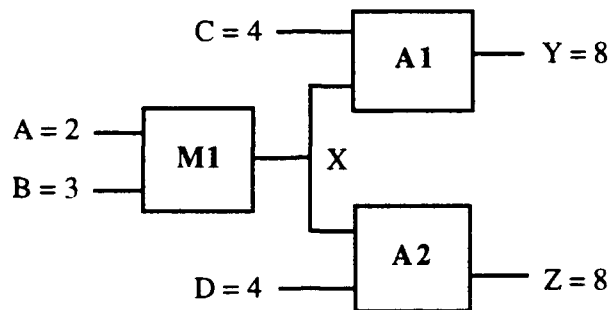 C = 4
A1
Y = 8
A = 2
M1
X
B = 3
A2
D = 4
Z = 8